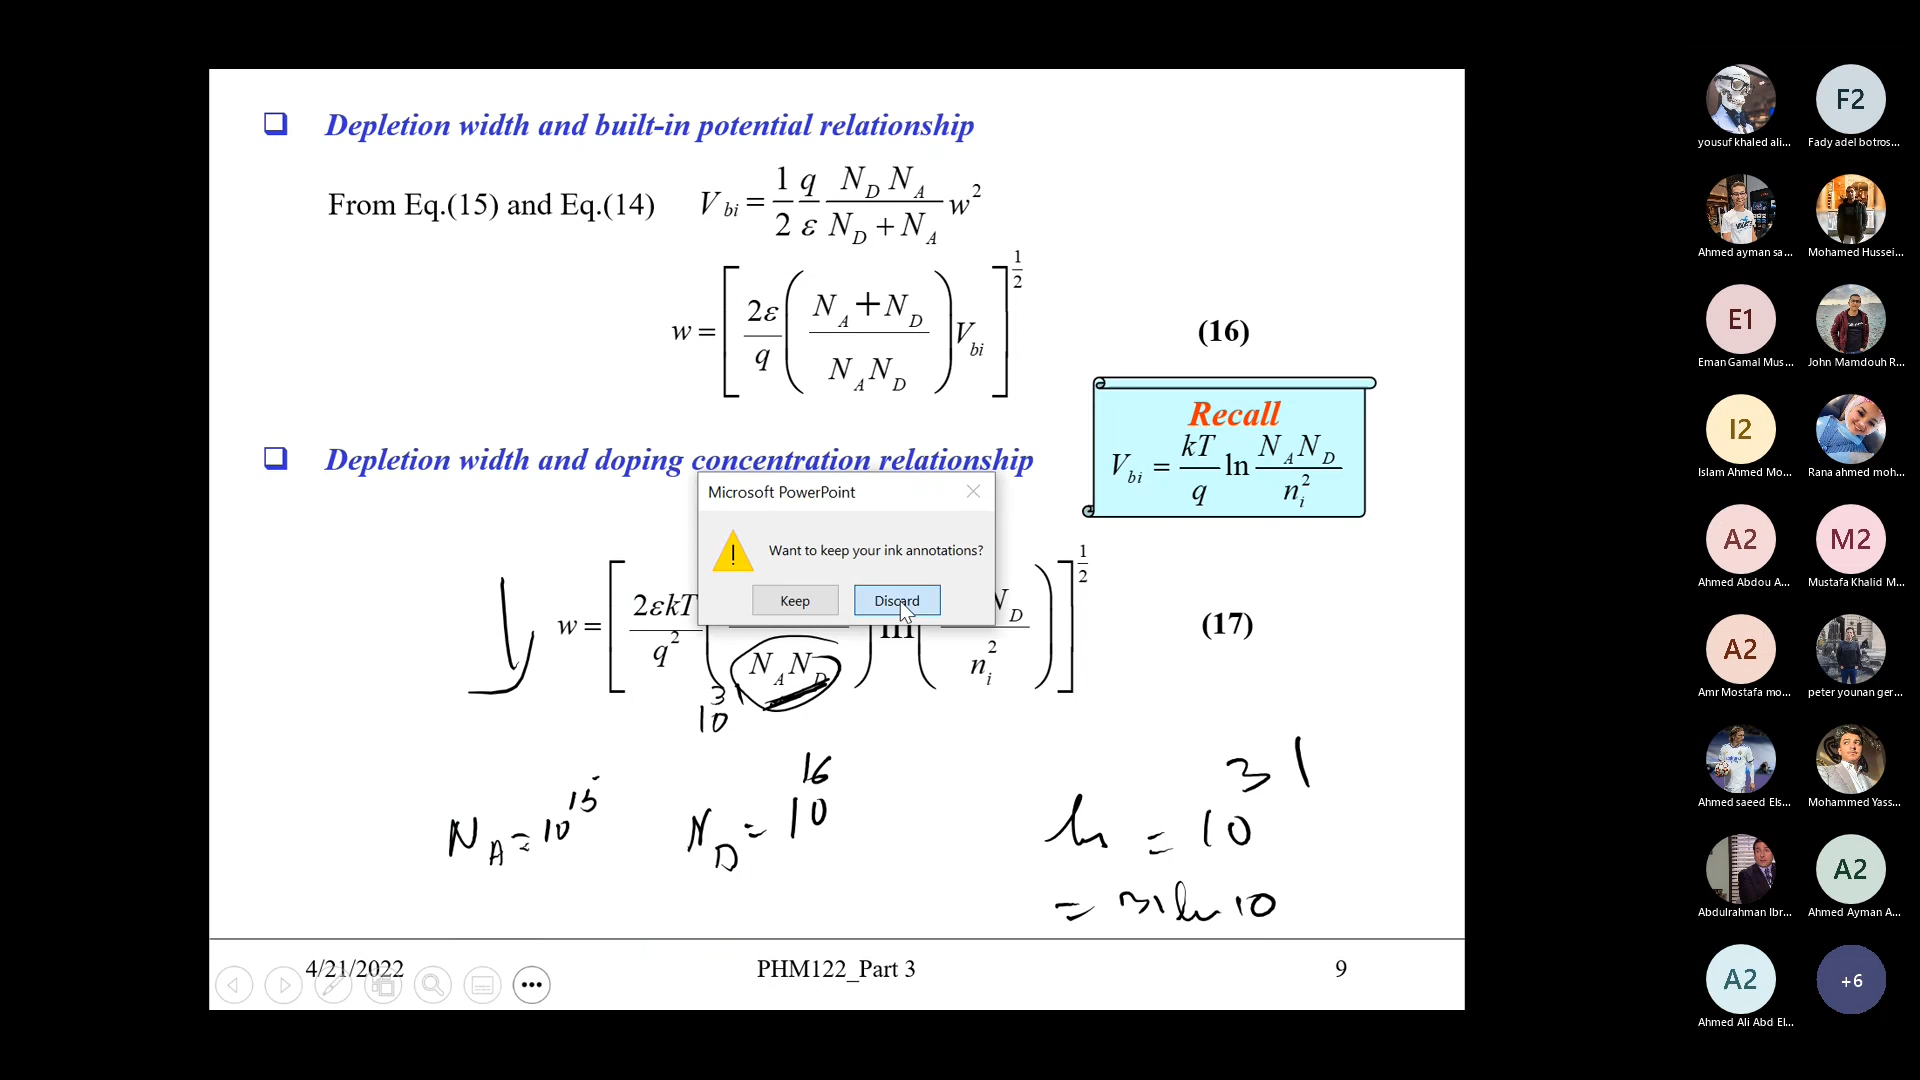 ❑ Depletion width and built-in potential relationship
From Eq.(15) and Eq.(14) V_bi = 1/2 q/ε N_D N_A / (N_D + N_A) w^2
w = [ 2ε/q ( (N_A + N_D) / (N_A N_D) ) V_bi ]^(1/2) (16)
Recall
V_bi = kT/q ln N_A N_D / n_i^2
❑ Depletion width and doping concentration relationship
Microsoft PowerPoint
Want to keep your ink annotations?
Keep Discard
w = [ 2εkT/q^2 ( / N_A N_D ) ln ( N_D / n_i^2 ) ]^(1/2) (17)
10^31
N_A = 10^15 N_D = 10^16 ln = 10^31
= 31 ln 10
4/21/2022 PHM122_Part 3 9
yousuf khaled ali...
F2
Fady adel botros...
Ahmed ayman sa...
Mohamed Hussei...
E1
Eman Gamal Mus...
John Mamdouh R...
I2
Islam Ahmed Mo...
Rana ahmed moh...
A2
Ahmed Abdou A...
M2
Mustafa Khalid M...
A2
Amr Mostafa mo...
peter younan ger...
Ahmed saeed Els...
Mohammed Yass...
Abdulrahman Ibr...
A2
Ahmed Ayman A...
A2
Ahmed Ali Abd El...
+6